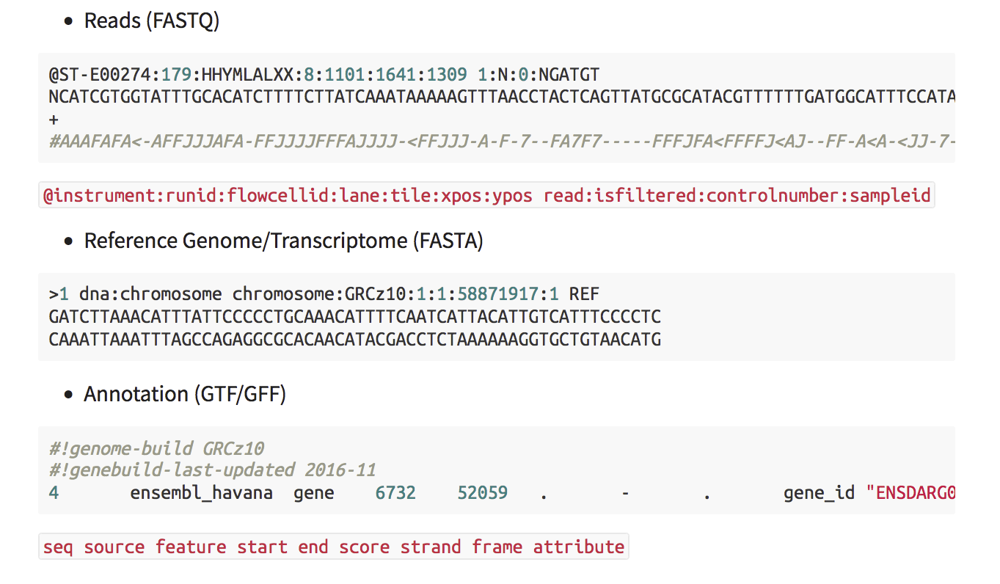 • Reads (FASTQ)
@ST-E00274:179:HHYMLALXX:8:1101:1641:1309 1:N:0:NGATGT
NCATCGTGGTATTTGCACATCTTTTCTTATCAAATAAAAAGTTTAACCTACTCAGTTATGCGCATACGTTTTTTGATGGCATTTCCATA
+
#AAAFAFA<-AFFJJJAFA-FFJJJJFFFAJJJJ-<FFJJJ-A-F-7--FA7F7-----FFFJFA<FFFFJ<AJ--FF-A<A-<JJ-7-
@instrument:runid:flowcellid:lane:tile:xpos:ypos read:isfiltered:controlnumber:sampleid
• Reference Genome/Transcriptome (FASTA)
>1 dna:chromosome chromosome:GRCz10:1:1:58871917:1 REF
GATCTTAAACATTTATTCCCCCTGCAAACATTTTCAATCATTACATTGTCATTTCCCCTC
CAAATTAAATTTAGCCAGAGGCGCACAACATACGACCTCTAAAAAAGGTGCTGTAACATG
• Annotation (GTF/GFF)
#!genome-build GRCz10
#!genebuild-last-updated 2016-11
4 ensembl_havana gene 6732 52059 . - . gene_id "ENSDARG0
seq source feature start end score strand frame attribute